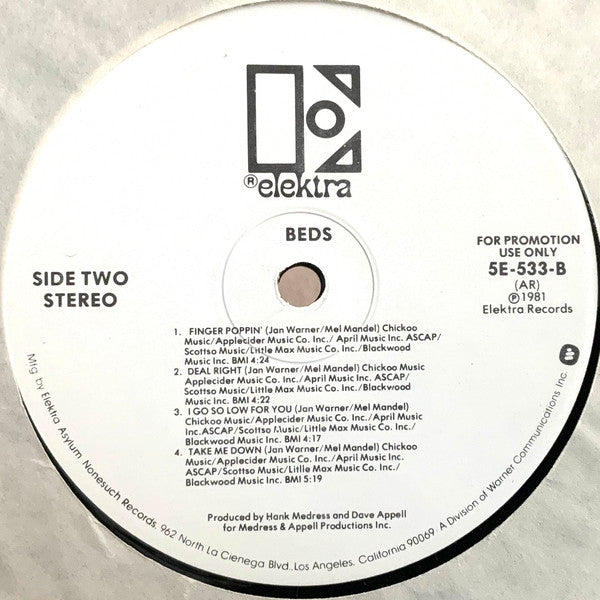 ®elektra
BEDS
SIDE TWO
STEREO
FOR PROMOTION
USE ONLY
5E-533-B
(AR)
Ⓟ1981
Elektra Records
1. FINGER POPPIN' (Jan Warner/Mel Mandel) Chickoo
Music/Applecider Music Co. Inc./ April Music Inc. ASCAP/
Scottso Music/Little Max Music Co. Inc./Blackwood
Music Inc. BMI 4:24
2. DEAL RIGHT (Jan Warner/Mel Mandel) Chickoo Music
Applecider Music Co. Inc./April Music Inc. ASCAP/
Scottso Music/Little Max Music Co. Inc./Blackwood Music
Inc. BMI 4:22
3. I GO SO LOW FOR YOU (Jan Warner/Mel Mandel)
Chickoo Music/Applecider Music Co. Inc./April Music
Inc.ASCAP/Scottso Music/Little Max Music Co. Inc./
Blackwood Music Inc. BMI 4:17
4. TAKE ME DOWN (Jan Warner/Mel Mandel) Chickoo
Music/Applecider Music Co. Inc./April Music Inc.
ASCAP/Scottso Music/Little Max Music Co. Inc./
Blackwood Music Inc. BMI 5:19
Produced by Hank Medress and Dave Appell
for Medress & Appell Productions Inc.
Mfg by Elektra Asylum Nonesuch Records, 962 North La Cienega Blvd., Los Angeles, California 90069 A Division of Warner Communications Inc.